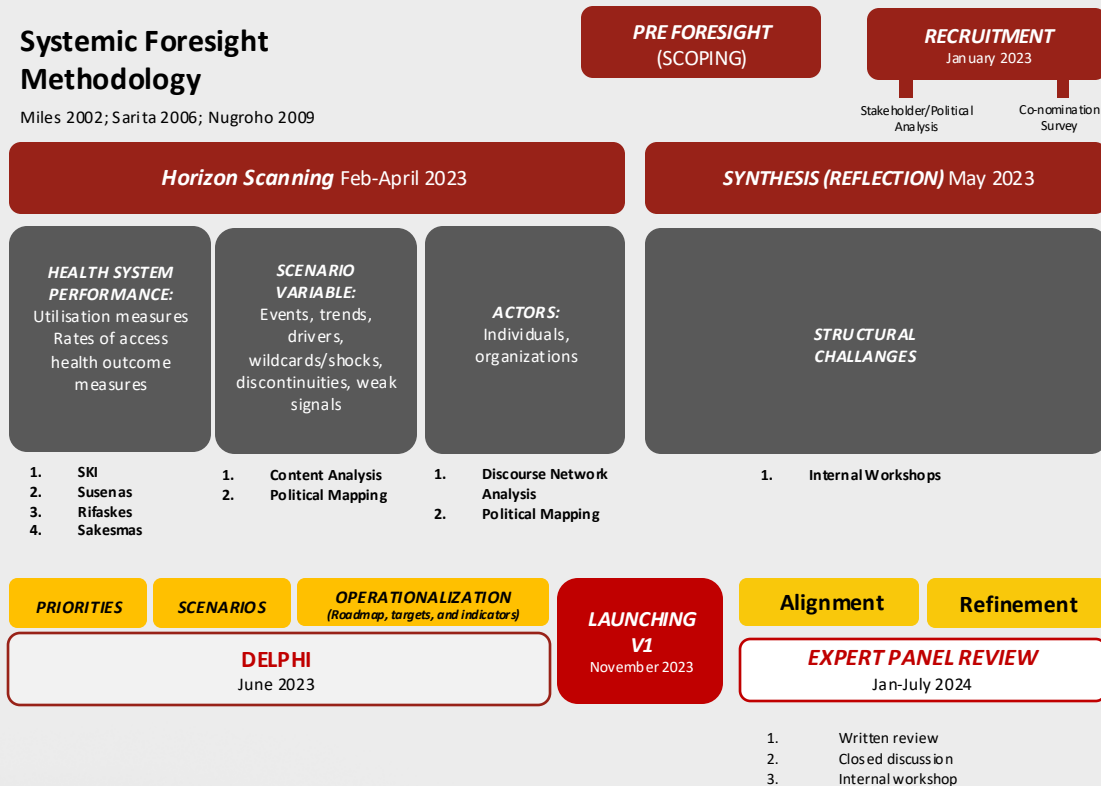 Systemic Foresight
Methodology
Miles 2002; Sarita 2006; Nugroho 2009
PRE FORESIGHT
(SCOPING)
RECRUITMENT
January 2023
Stakeholder/Political
Analysis
Co-nomination
Survey
Horizon Scanning Feb-April 2023
SYNTHESIS (REFLECTION) May 2023
HEALTH SYSTEM
PERFORMANCE:
Utilisation measures
Rates of access
health outcome
measures
SCENARIO
VARIABLE:
Events, trends,
drivers,
wildcards/shocks,
discontinuities, weak
signals
ACTORS:
Individuals,
organizations
STRUCTURAL
CHALLANGES
1. SKI
2. Susenas
3. Rifaskes
4. Sakesmas
1. Content Analysis
2. Political Mapping
1. Discourse Network
Analysis
2. Political Mapping
1. Internal Workshops
PRIORITIES
SCENARIOS
OPERATIONALIZATION
(Roadmap, targets, and indicators)
DELPHI
June 2023
LAUNCHING
V1
November 2023
Alignment
Refinement
EXPERT PANEL REVIEW
Jan-July 2024
1. Written review
2. Closed discussion
3. Internal workshop